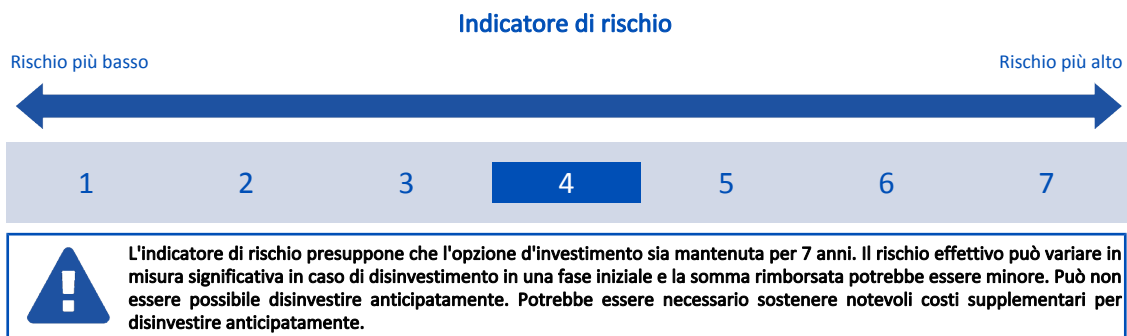 Indicatore di rischio
Rischio più basso
Rischio più alto
1 2 3 4 5 6 7
L'indicatore di rischio presuppone che l'opzione d'investimento sia mantenuta per 7 anni. Il rischio effettivo può variare in
misura significativa in caso di disinvestimento in una fase iniziale e la somma rimborsata potrebbe essere minore. Può non
essere possibile disinvestire anticipatamente. Potrebbe essere necessario sostenere notevoli costi supplementari per
disinvestire anticipatamente.